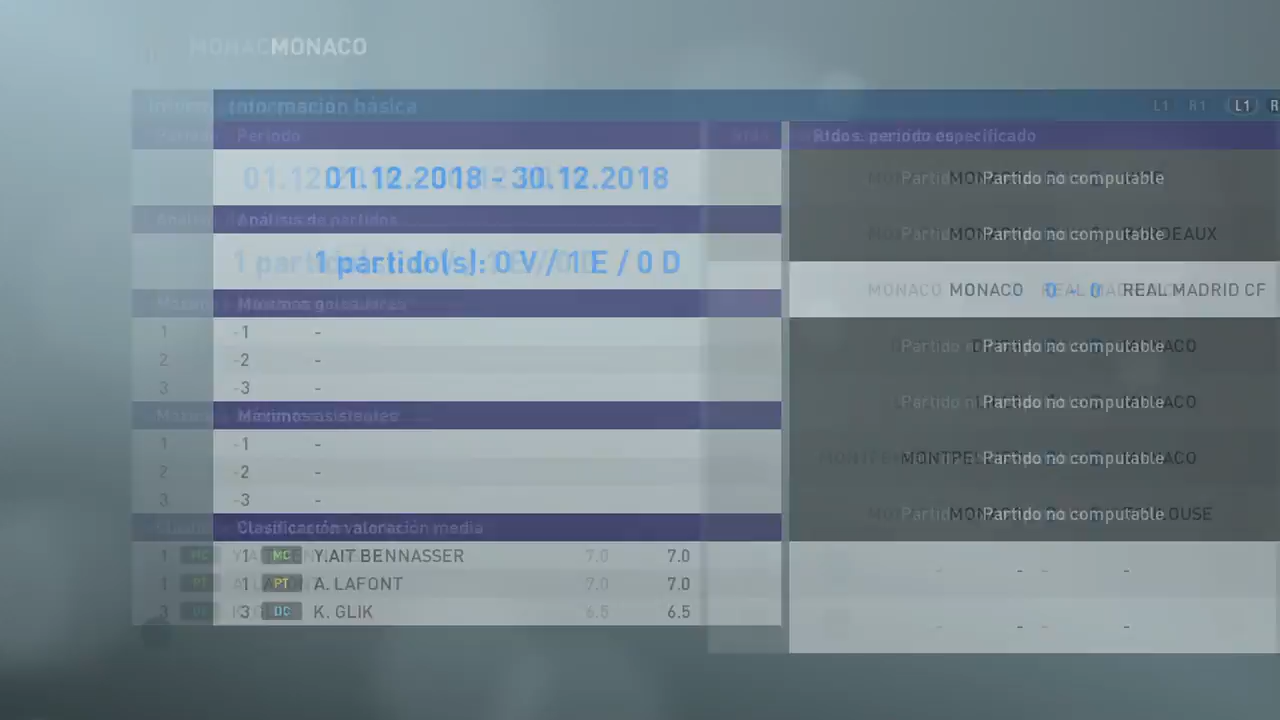 MONACO
Información básica
L1 R1 L1
Periodo
01.12.2018 - 30.12.2018
Análisis de partidos
1 partido(s): 0 V / 1 E / 0 D
Máximos goleadores
1 -
2 -
3 -
Máximos asistentes
1 -
2 -
3 -
Clasificación valoración media
1 MC Y.AIT BENNASSER 7.0
1 PT A. LAFONT 7.0
3 DC K. GLIK 6.5
Rtdos. periodo especificado
Partido no computable
Partido no computable
MONACO 0 - 0 REAL MADRID CF
Partido no computable
Partido no computable
Partido no computable
Partido no computable
- - -
- - -